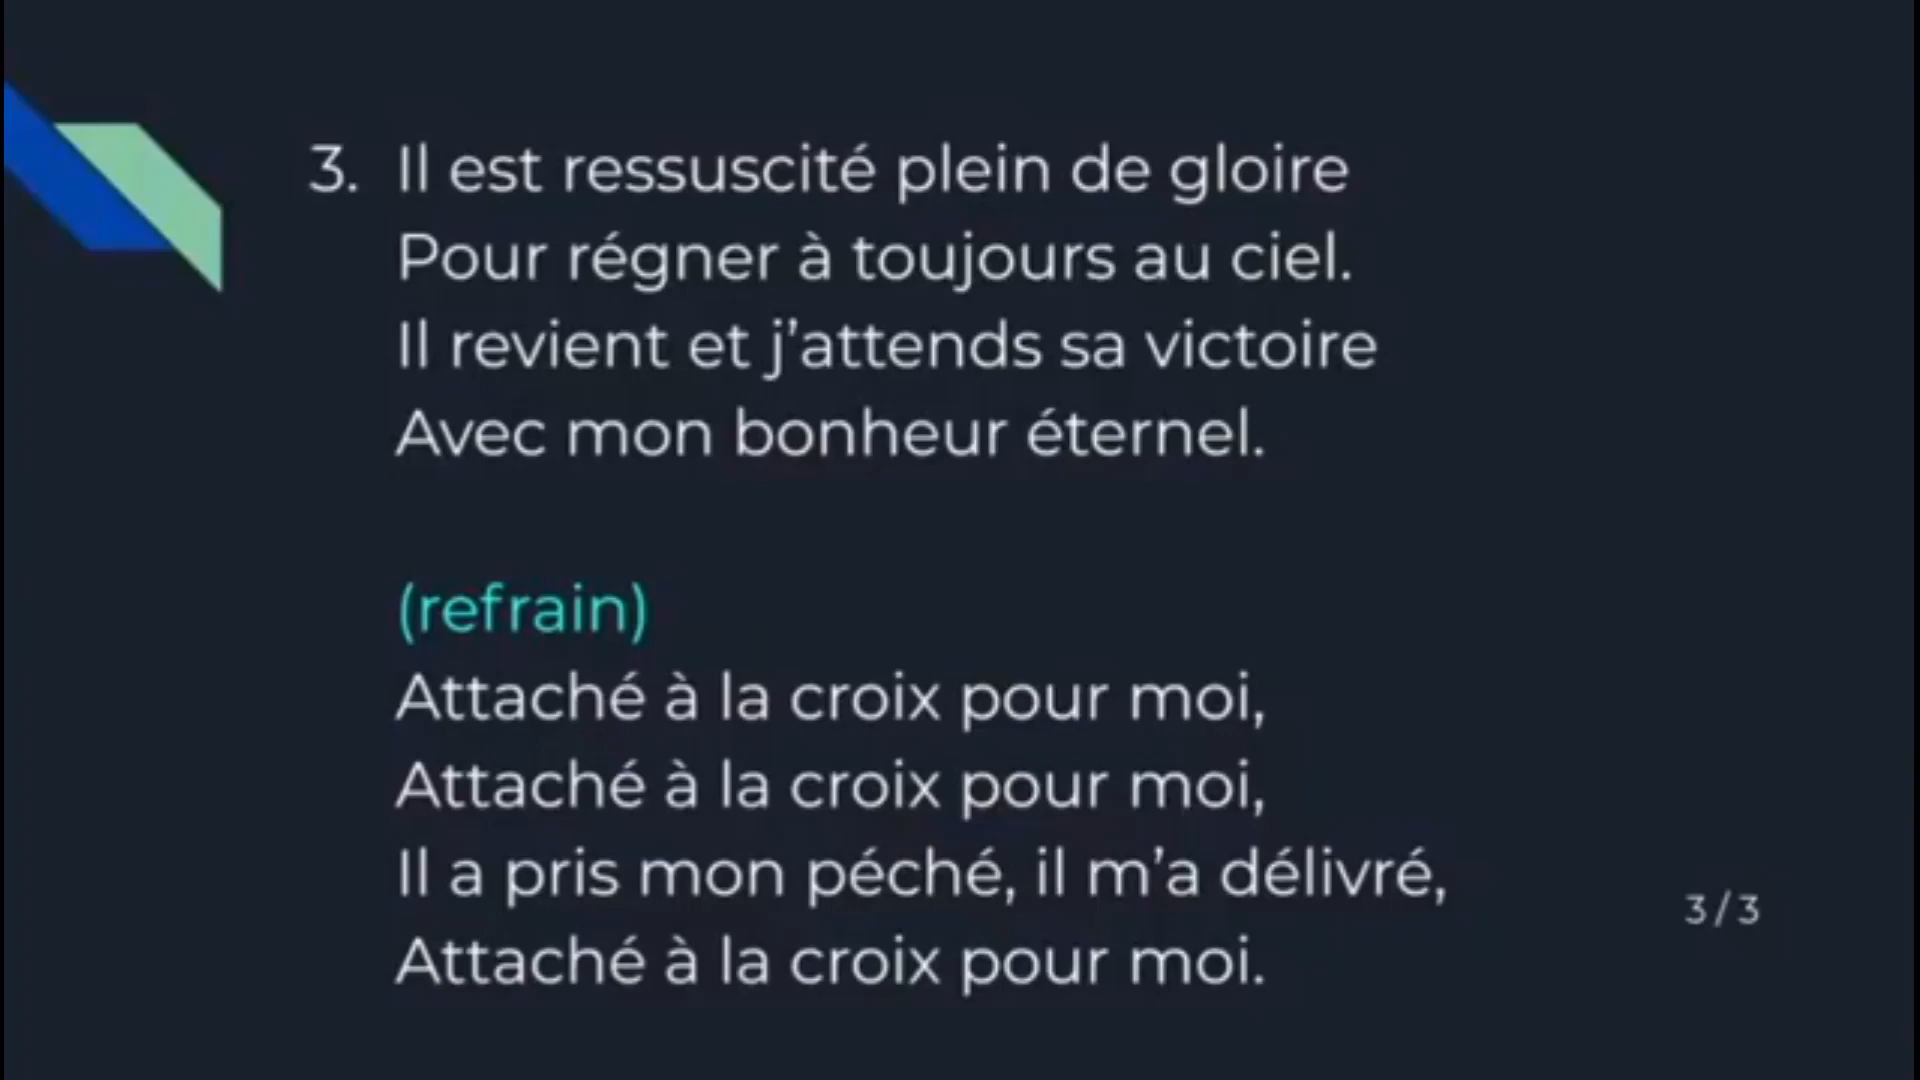 3. Il est ressuscité plein de gloire
Pour régner à toujours au ciel.
Il revient et j’attends sa victoire
Avec mon bonheur éternel.
(refrain)
Attaché à la croix pour moi,
Attaché à la croix pour moi,
Il a pris mon péché, il m’a délivré,
Attaché à la croix pour moi.
3/3